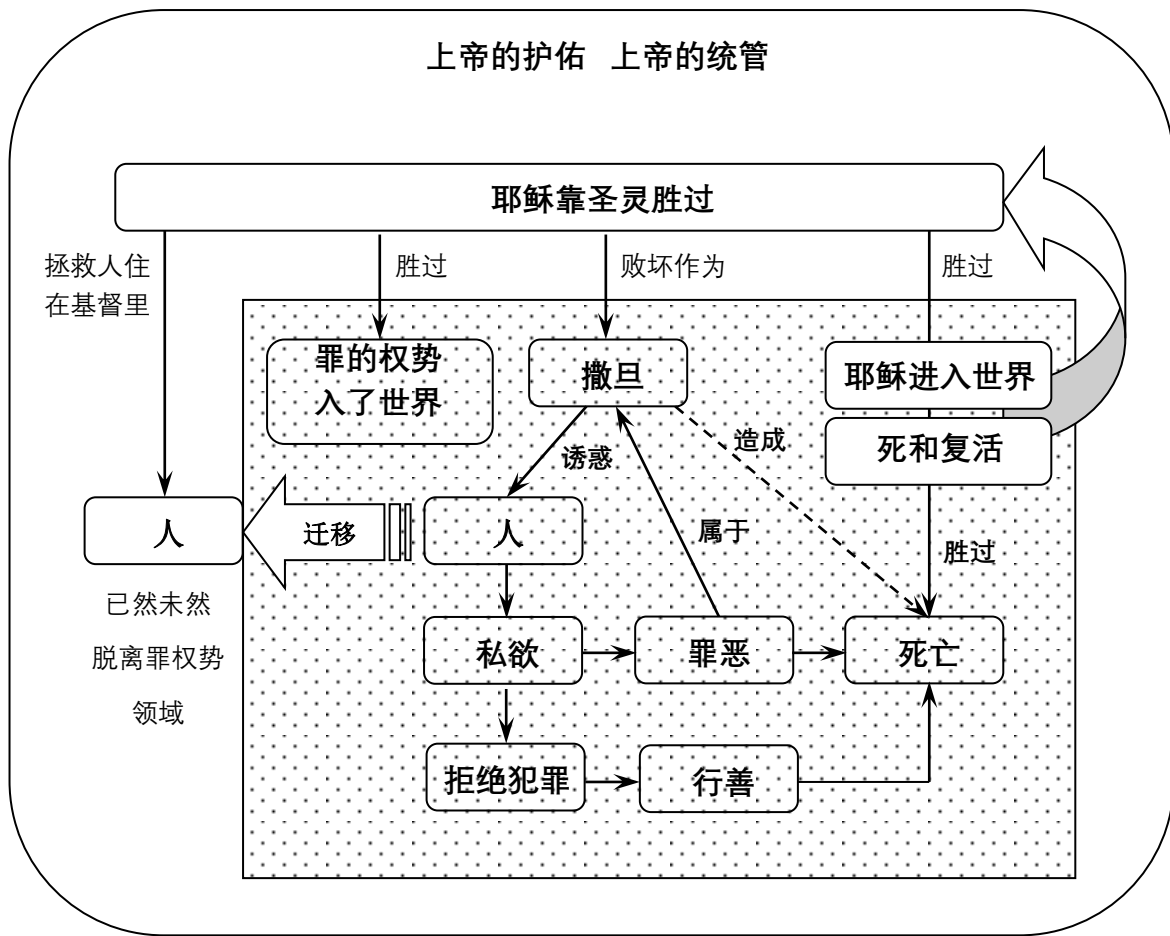 上帝的护佑 上帝的统管
耶稣靠圣灵胜过
拯救人住
在基督里
胜过
败坏作为
胜过
罪的权势
入了世界
撒旦
耶稣进入世界
死和复活
诱惑
造成
人
迁移
人
属于
胜过
已然未然
脱离罪权势
领域
私欲
罪恶
死亡
拒绝犯罪
行善